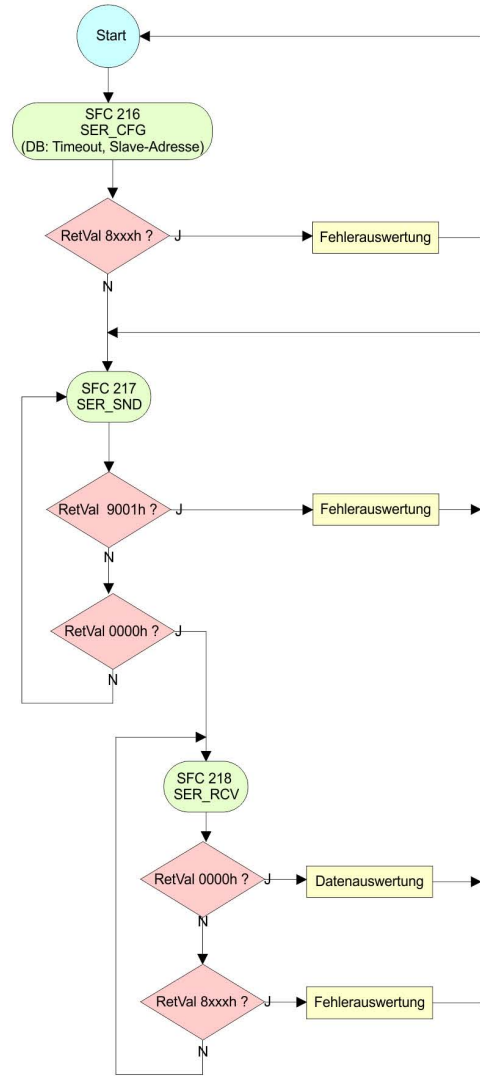 Start
SFC 216
SER_CFG
(DB: Timeout, Slave-Adresse)
RetVal 8xxxh ?
J
Fehlerauswertung
N
SFC 217
SER_SND
RetVal 9001h ?
J
Fehlerauswertung
N
RetVal 0000h ?
J
N
SFC 218
SER_RCV
RetVal 0000h ?
J
Datenauswertung
N
RetVal 8xxxh ?
J
Fehlerauswertung
N